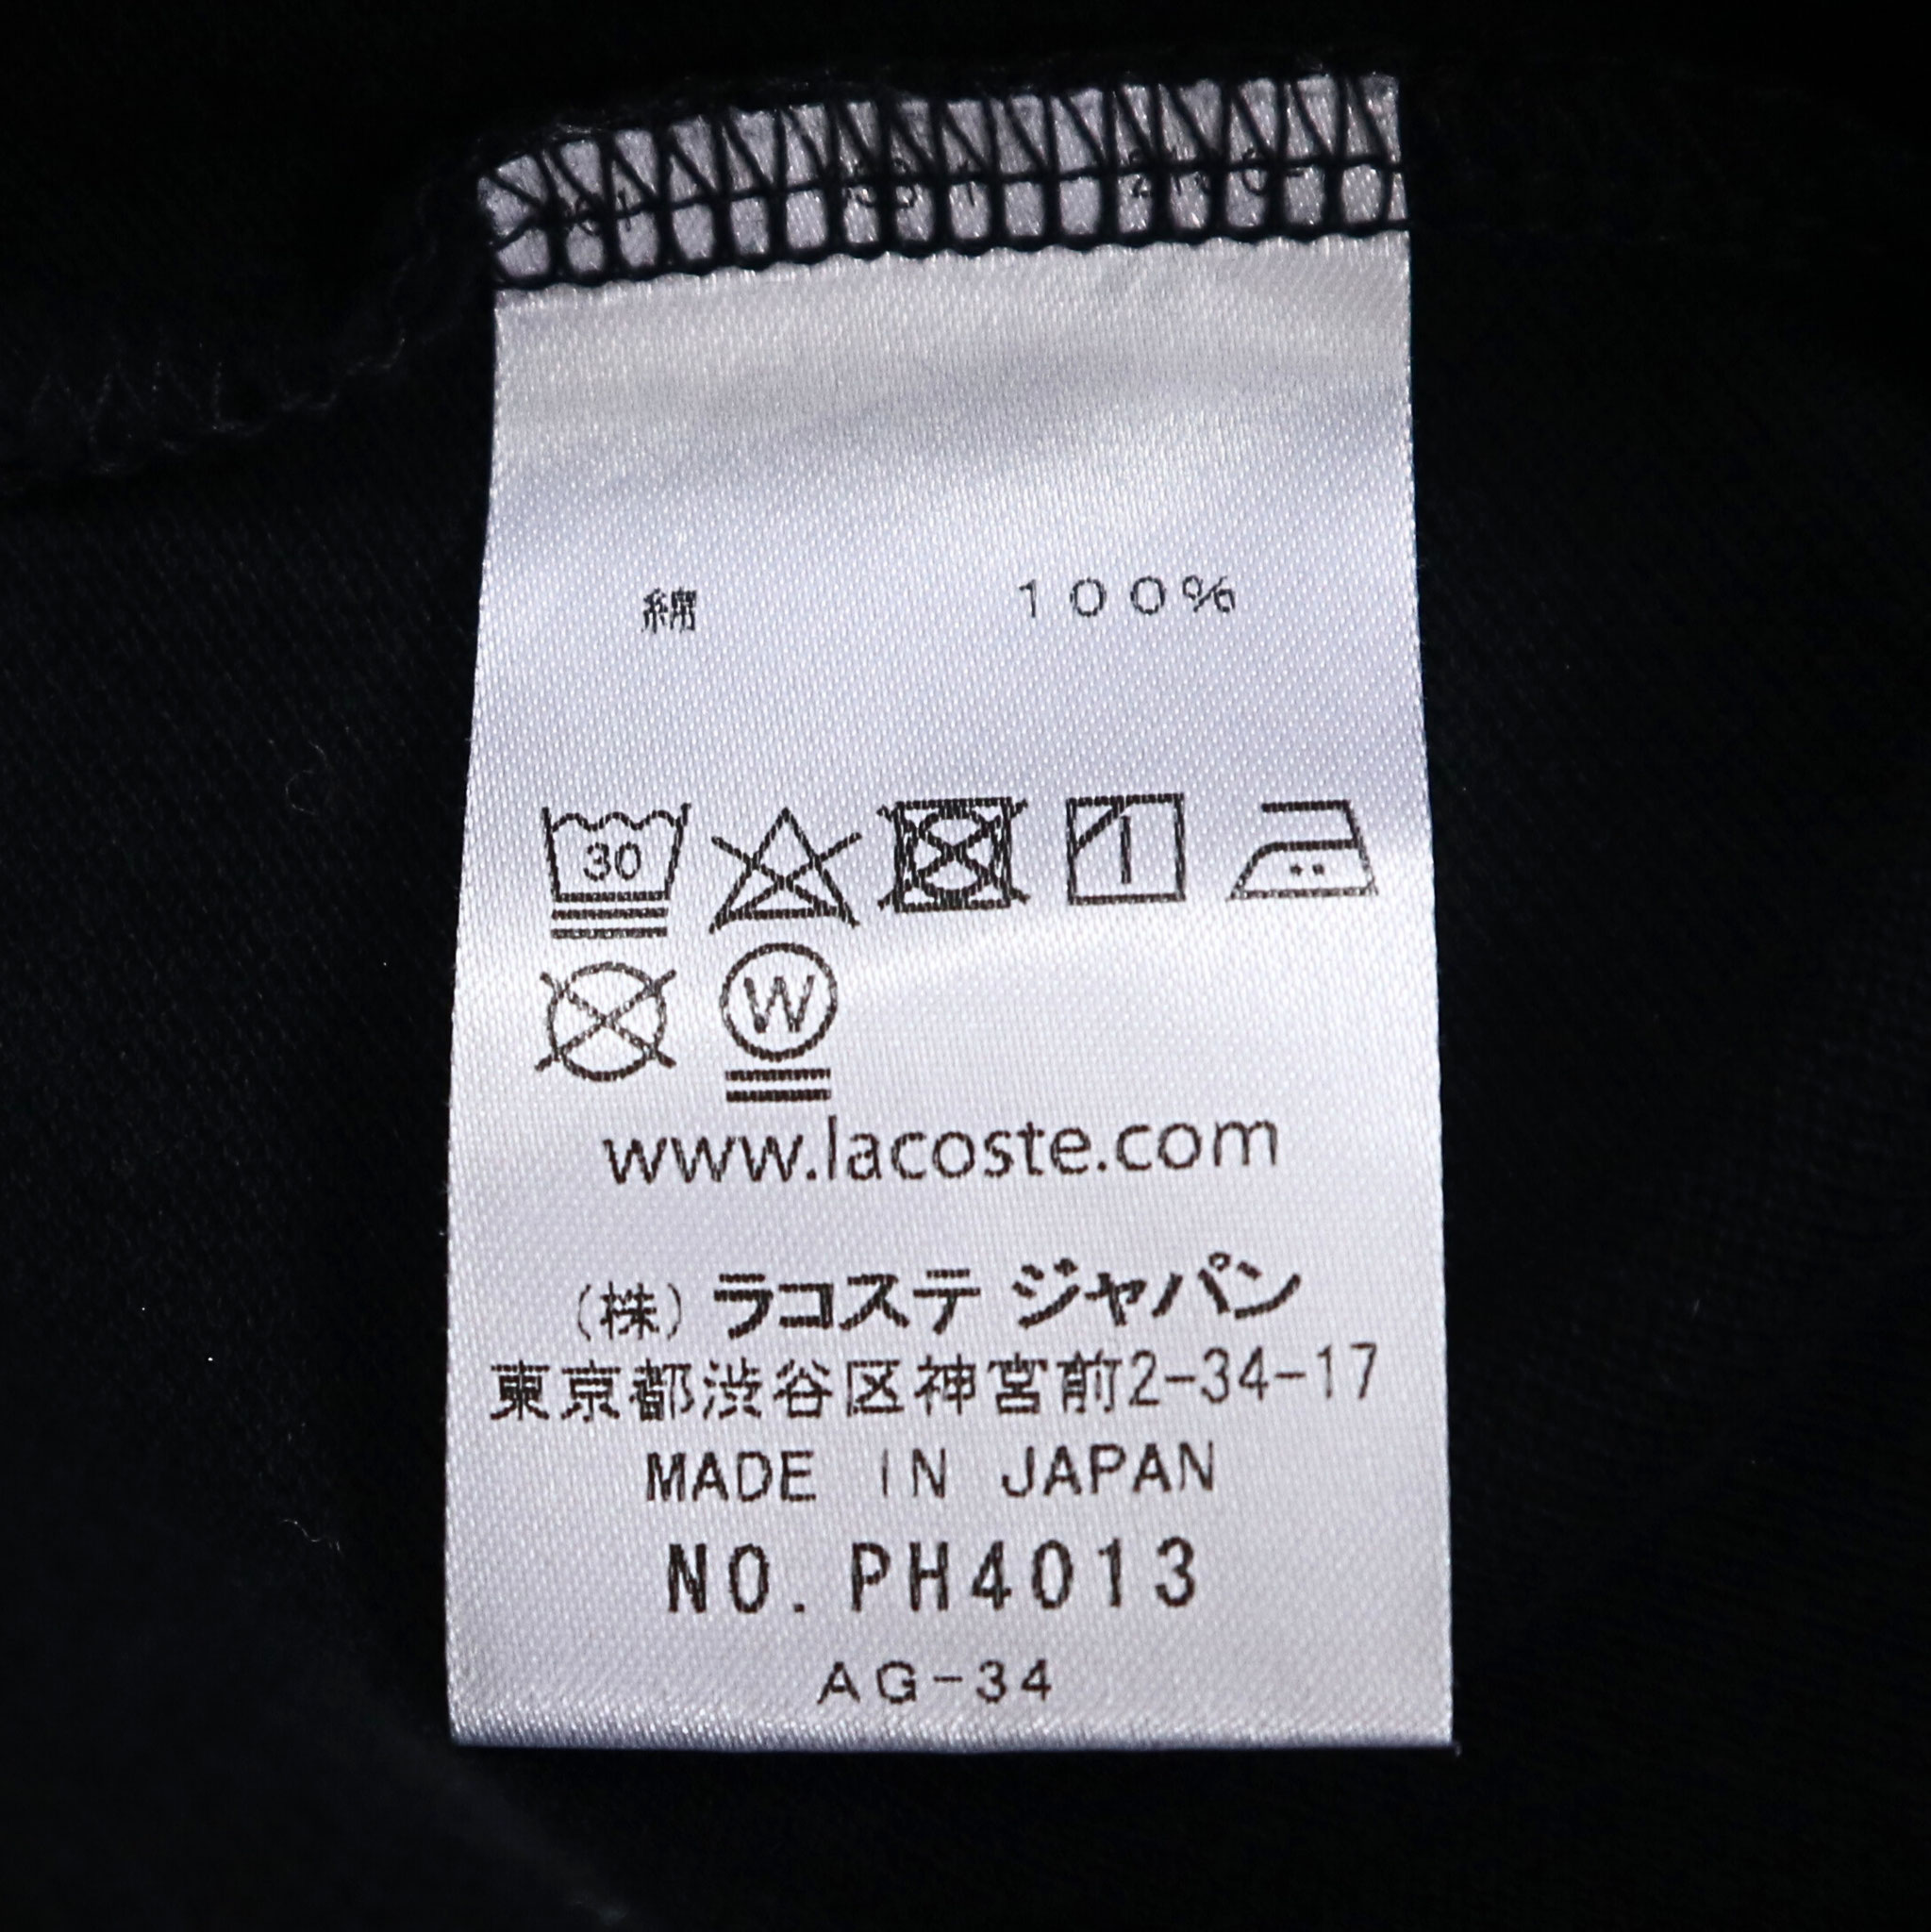 綿 100%
30
W
www.lacoste.com
(株) ラコステ ジャパン
東京都渋谷区神宮前2-34-17
MADE IN JAPAN
NO. PH4013
AG-34